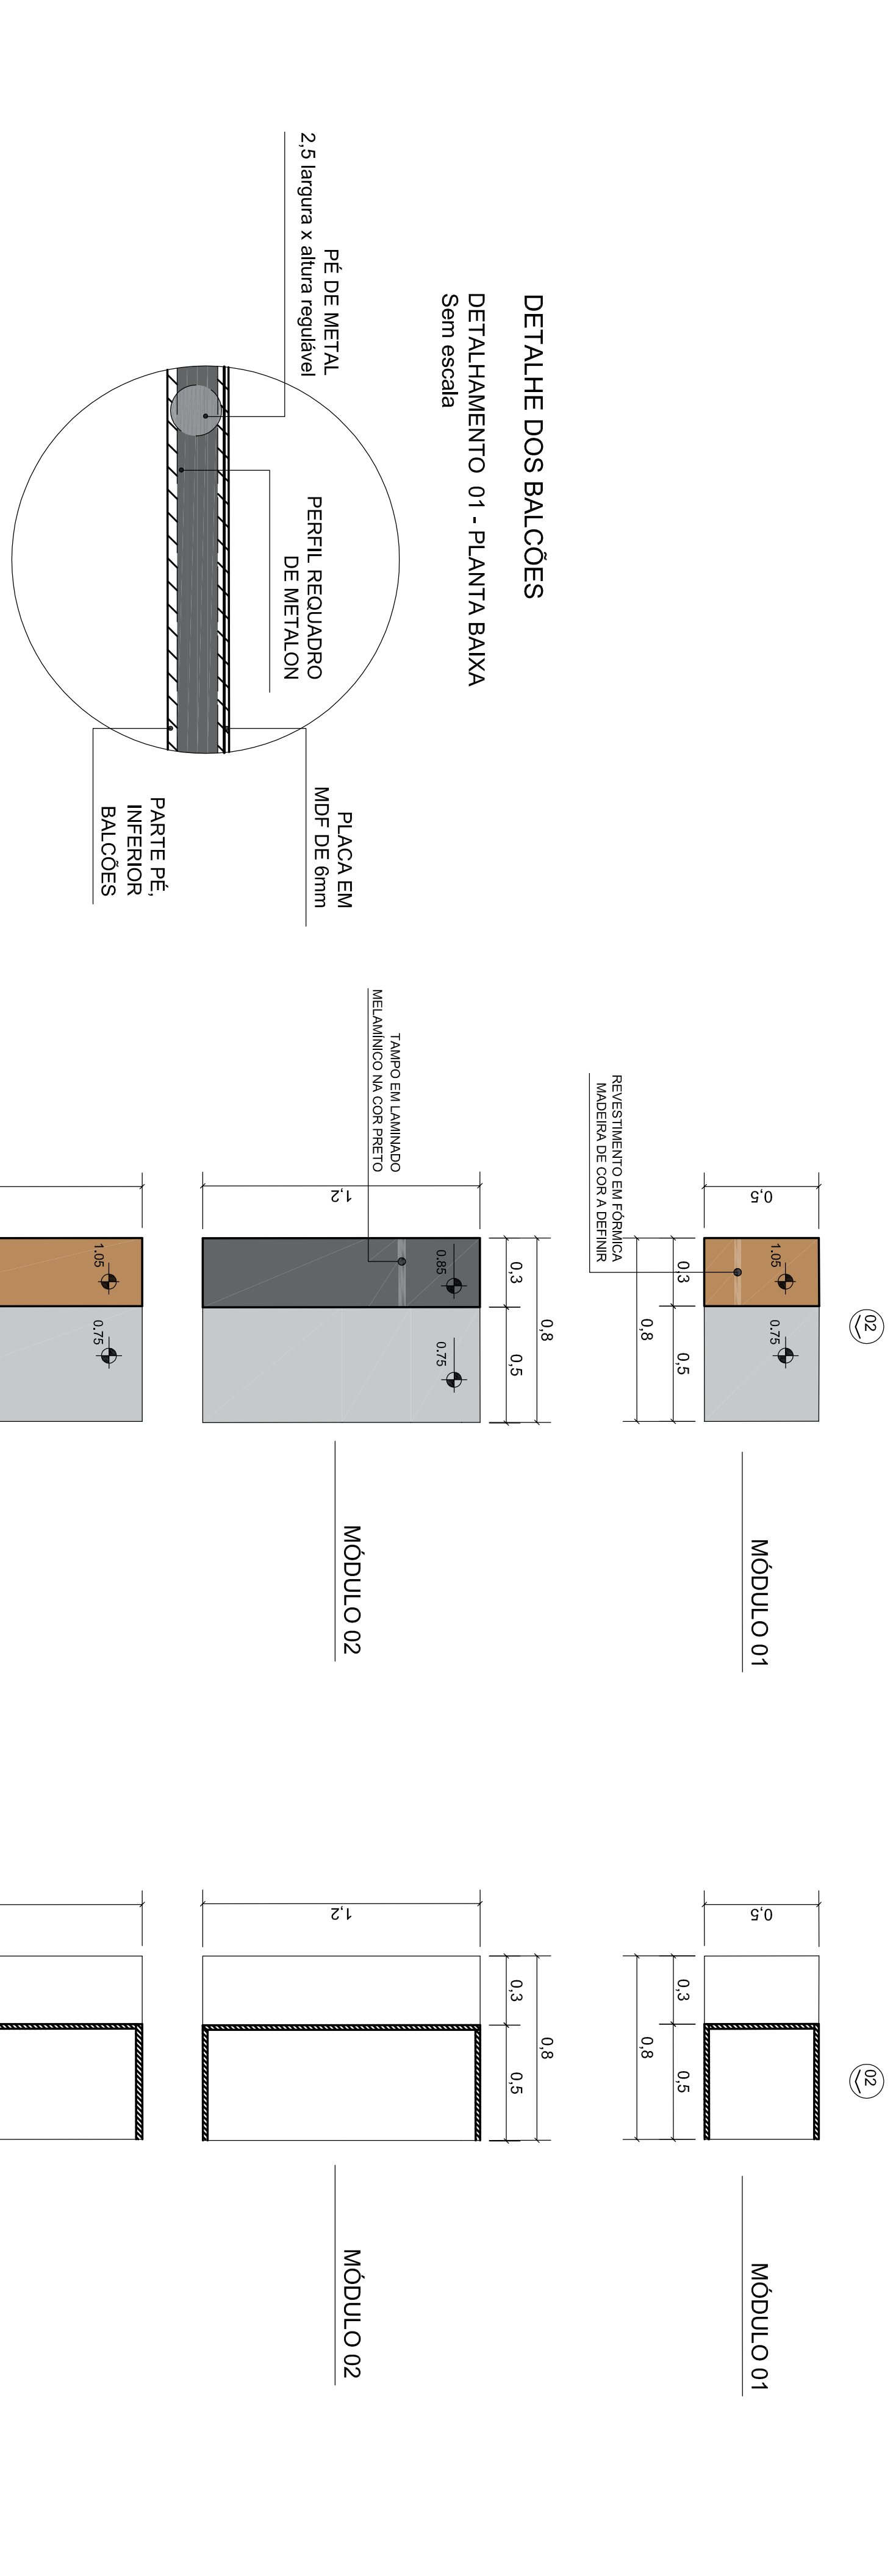 DETALHE DOS BALCÕES
DETALHAMENTO 01 - PLANTA BAIXA
Sem escala
PÉ DE METAL
2,5 largura x altura regulável
PERFIL REQUADRO
DE METALON
PLACA EM
MDF DE 6mm
PARTE PÉ,
INFERIOR
BALCÕES
02
0,5
1.05
0.75
0,3
0,5
0,8
REVESTIMENTO EM FÓRMICA
MADEIRA DE COR A DEFINIR
MÓDULO 01
0,8
0,3
0,5
1,2
0.85
0.75
TAMPO EM LAMINADO
MELAMÍNICO NA COR PRETO
MÓDULO 02
1.05
0.75
02
0,5
0,3
0,5
0,8
MÓDULO 01
0,8
0,3
0,5
1,2
MÓDULO 02